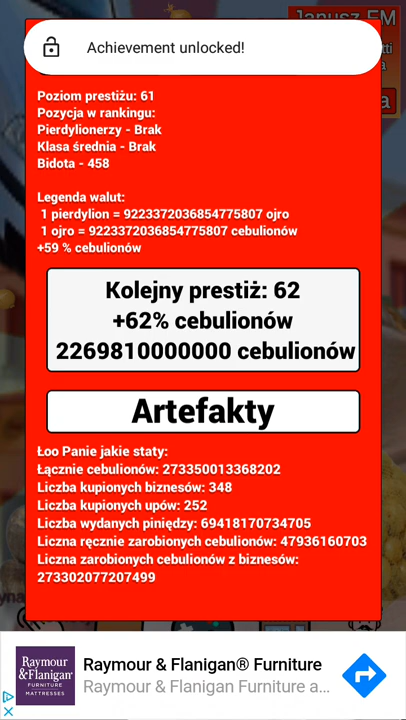 Janusz FM
Achievement unlocked!
Poziom prestiżu: 61
Pozycja w rankingu:
Pierdylionerzy - Brak
Klasa średnia - Brak
Bidota - 458
Legenda walut:
1 pierdylion = 9223372036854775807 ojro
1 ojro = 9223372036854775807 cebulionów
+59 % cebulionów
Kolejny prestiż: 62
+62% cebulionów
2269810000000 cebulionów
Artefakty
Łoo Panie jakie staty:
Łącznie cebulionów: 273350013368202
Liczba kupionych biznesów: 348
Liczba kupionych upów: 252
Liczba wydanych piniędzy: 69418170734705
Liczna ręcznie zarobionych cebulionów: 47936160703
Liczna zarobionych cebulionów z biznesów:
273302077207499
Raymour
&Flanigan
FURNITURE
MATTRESSES
Raymour & Flanigan® Furniture
Raymour & Flanigan Furniture a...